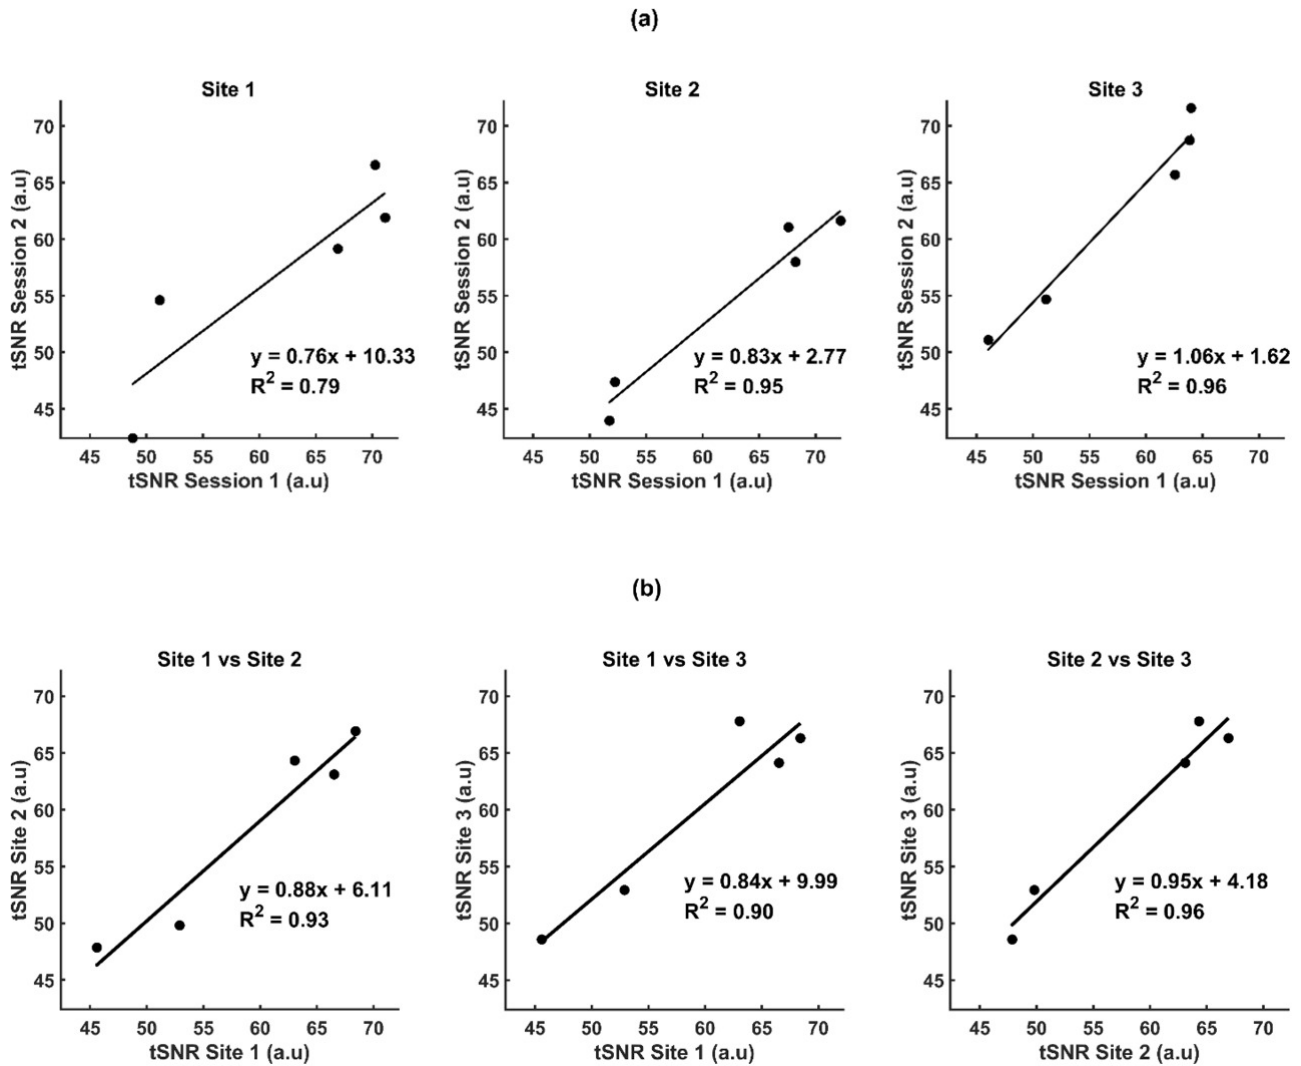 (a)
Site 1
70
65
60
55
50
45
tSNR Session 2 (a.u)
y = 0.76x + 10.33
R² = 0.79
45 50 55 60 65 70
tSNR Session 1 (a.u)
Site 2
70
65
60
55
50
45
tSNR Session 2 (a.u)
y = 0.83x + 2.77
R² = 0.95
45 50 55 60 65 70
tSNR Session 1 (a.u)
Site 3
70
65
60
55
50
45
tSNR Session 2 (a.u)
y = 1.06x + 1.62
R² = 0.96
45 50 55 60 65 70
tSNR Session 1 (a.u)
(b)
Site 1 vs Site 2
70
65
60
55
50
45
tSNR Site 2 (a.u)
y = 0.88x + 6.11
R² = 0.93
45 50 55 60 65 70
tSNR Site 1 (a.u)
Site 1 vs Site 3
70
65
60
55
50
45
tSNR Site 3 (a.u)
y = 0.84x + 9.99
R² = 0.90
45 50 55 60 65 70
tSNR Site 1 (a.u)
Site 2 vs Site 3
70
65
60
55
50
45
tSNR Site 3 (a.u)
y = 0.95x + 4.18
R² = 0.96
45 50 55 60 65 70
tSNR Site 2 (a.u)